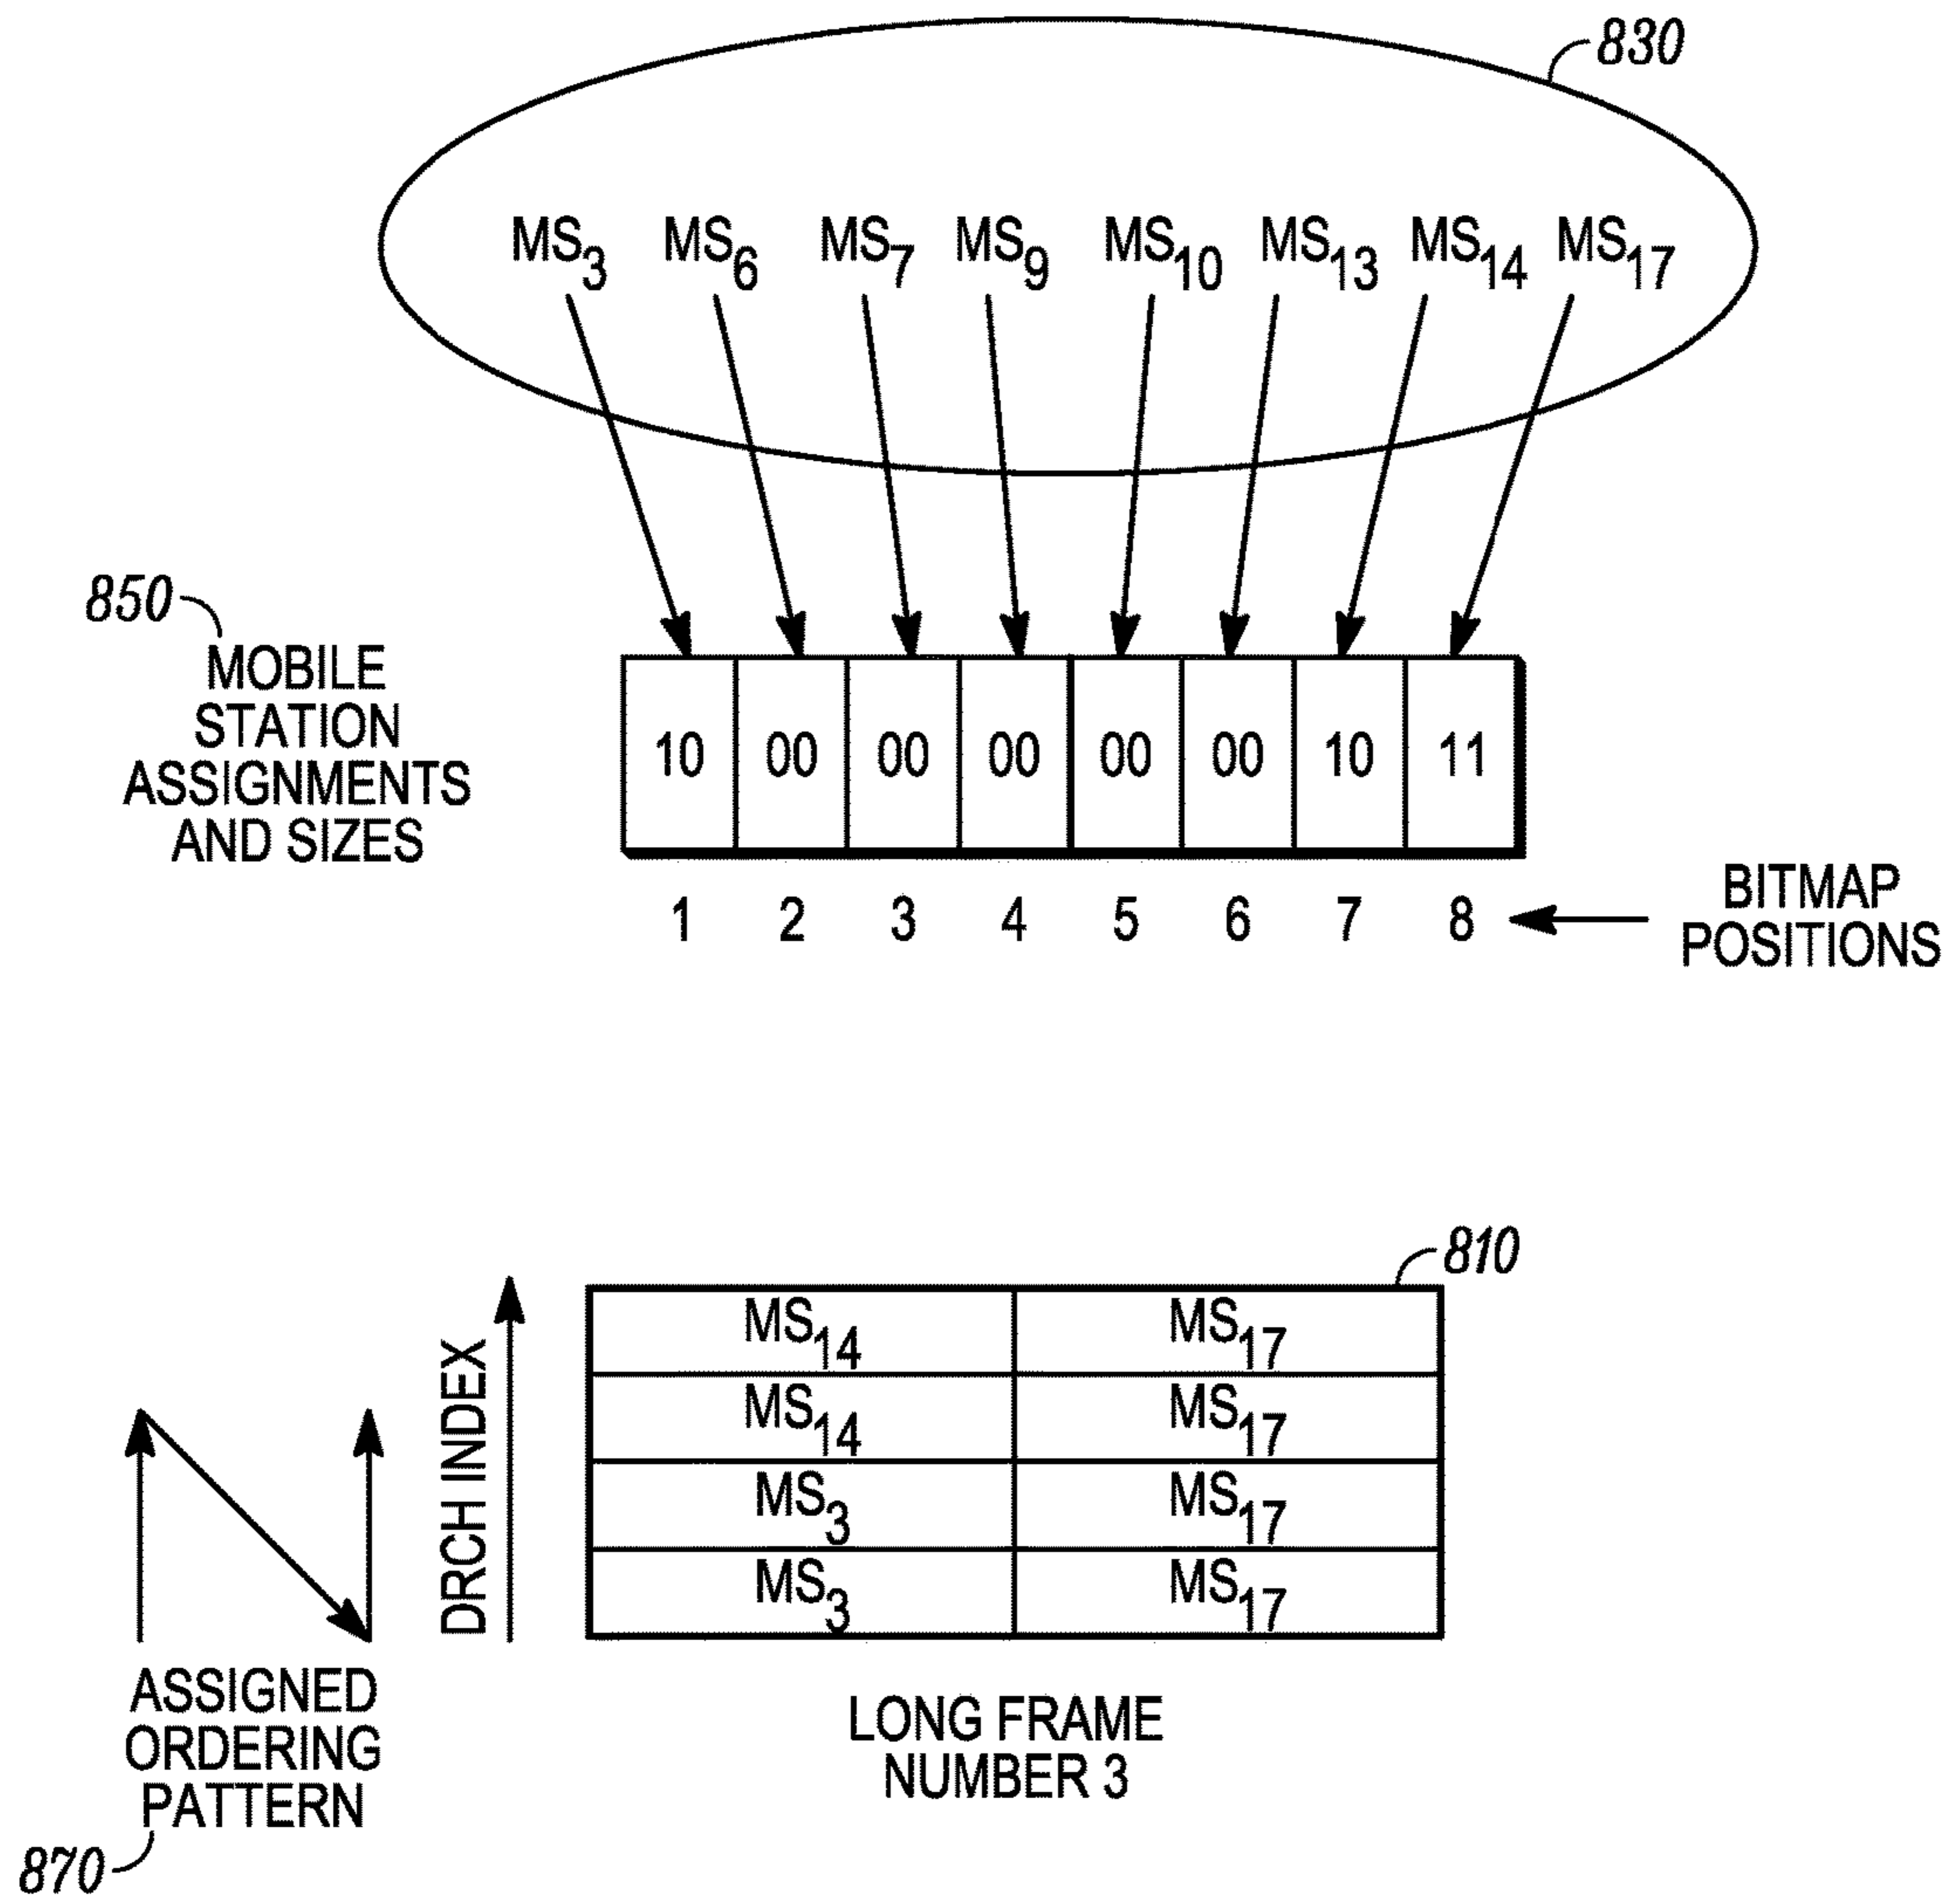 830
MS3 MS6 MS7 MS9 MS10 MS13 MS14 MS17
850
MOBILE
STATION
ASSIGNMENTS
AND SIZES
10 00 00 00 00 00 10 11
1 2 3 4 5 6 7 8
BITMAP
POSITIONS
810
DRCH INDEX
MS14 MS17
MS14 MS17
MS3 MS17
MS3 MS17
ASSIGNED
ORDERING
PATTERN
870
LONG FRAME
NUMBER 3